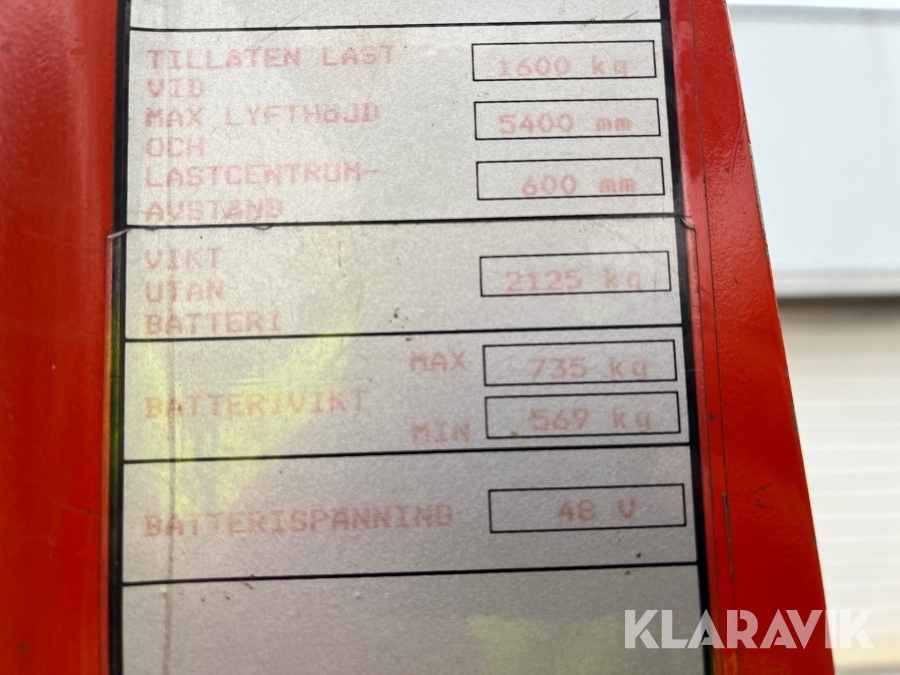 TILLÅTEN LAST 1600 kg
VID
MAX LYFTHÖJD 5400 mm
OCH
LASTCENTRUM- 600 mm
AVSTÅND
VIKT
UTAN 2125 kg
BATTERI
MAX 735 kg
BATTERIVIKT
MIN 569 kg
BATTERISPÄNNING 48 V
KLARAVIK